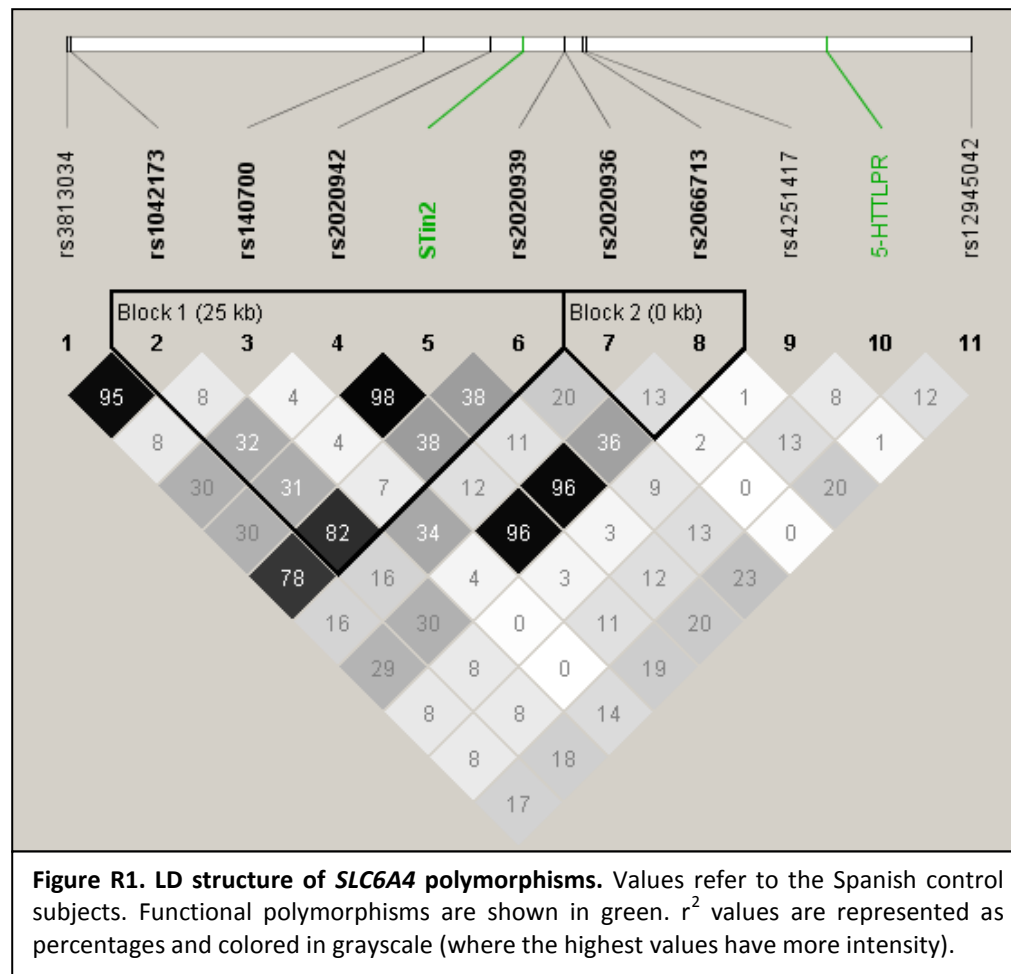 rs3813034
rs1042173
rs140700
rs2020942
STin2
rs2020939
rs2020936
rs2066713
rs4251417
5-HTTLPR
rs12945042
Block 1 (25 kb) Block 2 (0 kb)
1 2 3 4 5 6 7 8 9 10 11
95 8 4 98 38 20 13 1 8 12
8 32 4 38 11 36 2 13 1
30 31 7 12 96 9 0 20
30 82 34 96 3 13 0
78 16 4 3 12 23
16 30 0 11 20
29 8 0 19
8 8 14
8 18
17
Figure R1. LD structure of SLC6A4 polymorphisms. Values refer to the Spanish control
subjects. Functional polymorphisms are shown in green. r² values are represented as
percentages and colored in grayscale (where the highest values have more intensity).